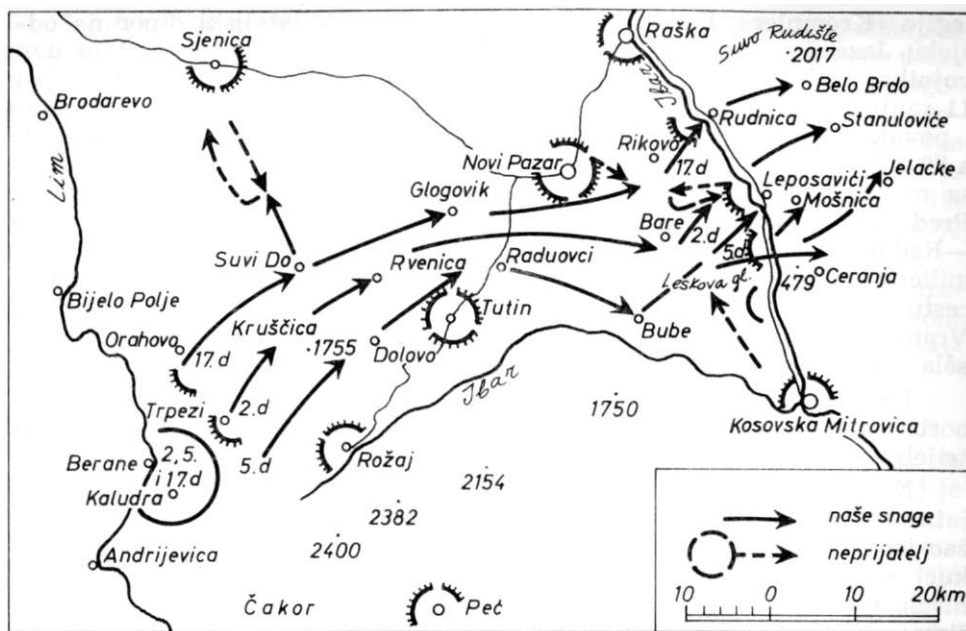 Sjenica
Raška
Suvo Rudište
.2017
Ibar
Belo Brdo
Brodarevo
Rudnica
Stanuloviće
Rikovo
Novi Pazar
17.d
Lim
Glogovik
Leposavići
Jelacke
Mošnica
Bare
2.d
Suvi Do
Rvenica
Raduovci
5.d
Leškova gl.
479
Ceranja
Bijelo Polje
Tutin
Kruščica
Bube
Orahovo
.1755
Dolovo
17.d
Ibar
Trpezi
2.d
1750
Kosovska Mitrovica
Berane
2,5.
i 17.d
5.d
Rožaj
Kaludra
2154
2382
naše snage
2400
neprijatelj
Andrijevica
Čakor
Peć
10 0 10 20km